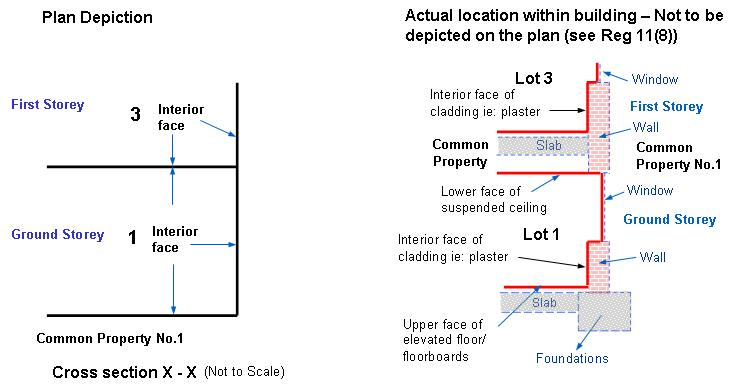 Plan Depiction
First Storey
3
Interior
face
Ground Storey
1
Interior
face
Common Property No.1
Cross section X - X (Not to Scale)
Actual location within building – Not to be
depicted on the plan (see Reg 11(8))
Lot 3
Window
Interior face of
cladding ie: plaster
First Storey
Wall
Common
Property
Slab
Common
Property No.1
Lower face of
suspended ceiling
Window
Ground Storey
Lot 1
Interior face of
cladding ie: plaster
Wall
Slab
Upper face of
elevated floor/
floorboards
Foundations